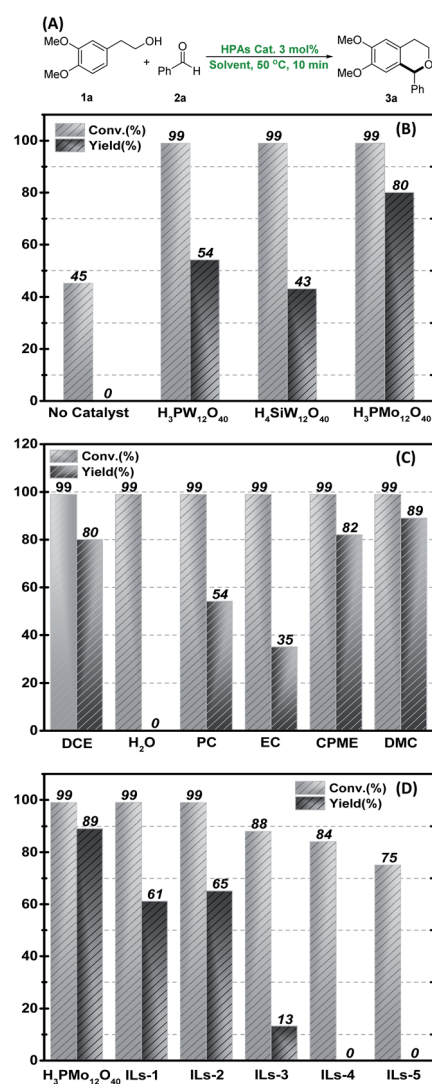 (A)
MeO
MeO
OH
1a
+
O
Ph
H
2a
HPAs Cat. 3 mol%
Solvent, 50 °C, 10 min
MeO
MeO
O
Ph
3a
(B)
Conv.(%)
Yield(%)
100
80
60
40
20
0
45
0
99
54
99
43
99
80
No Catalyst
H₃PW₁₂O₄₀
H₄SiW₁₂O₄₀
H₃PMo₁₂O₄₀
(C)
Conv.(%)
Yield(%)
120
100
80
60
40
20
0
99
80
99
0
99
54
99
35
99
82
99
89
DCE
H₂O
PC
EC
CPME
DMC
(D)
Conv.(%)
Yield(%)
100
80
60
40
20
0
99
89
99
61
99
65
88
13
84
0
75
0
H₃PMo₁₂O₄₀
ILs-1
ILs-2
ILs-3
ILs-4
ILs-5